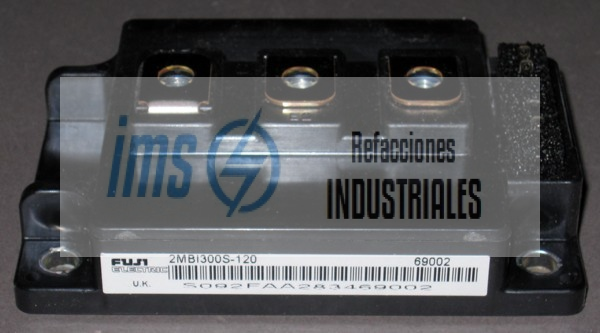 ims
Refacciones
INDUSTRIALES
FUJI ELECTRIC
2MBI300S-120
69002
U.K.
S092FAA283469002